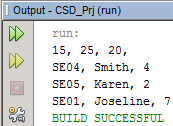 Output - CSD_Prj (run)
run:
15, 25, 20,
SE04, Smith, 4
SE05, Karen, 2
SE01, Joseline, 7
BUILD SUCCESSFUL